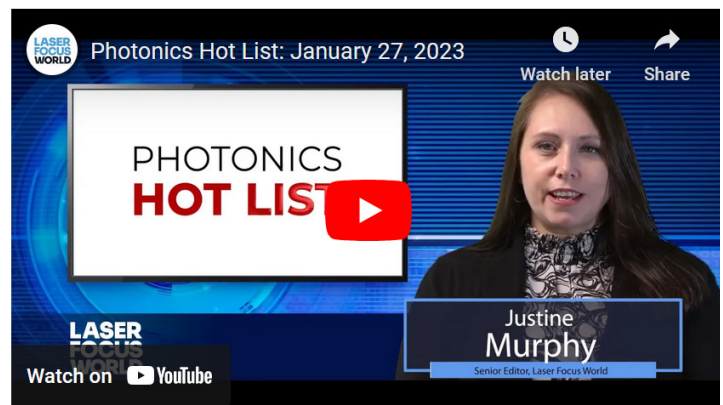 LASER
FOCUS
WORLD
Photonics Hot List: January 27, 2023
Watch later
Share
PHOTONICS
HOT LIST
LASER
FOCUS
WORLD
Justine
Murphy
Senior Editor, Laser Focus World
Watch on YouTube